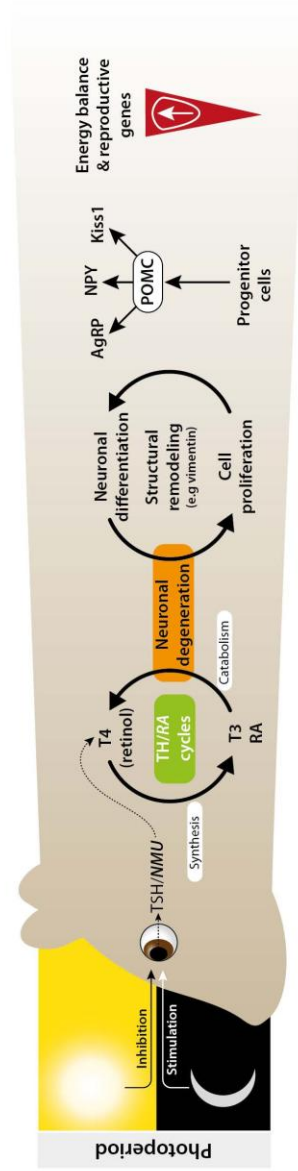 Photoperiod
Inhibition
Stimulation
TSH/NMU
T4
(retinol)
Synthesis
TH/RA
cycles
T3
RA
Catabolism
Neuronal
degeneration
Neuronal
differentiation
Structural
remodeling
(e.g vimentin)
Cell
proliferation
AgRP
NPY
Kiss1
POMC
Progenitor
cells
Energy balance
& reproductive
genes